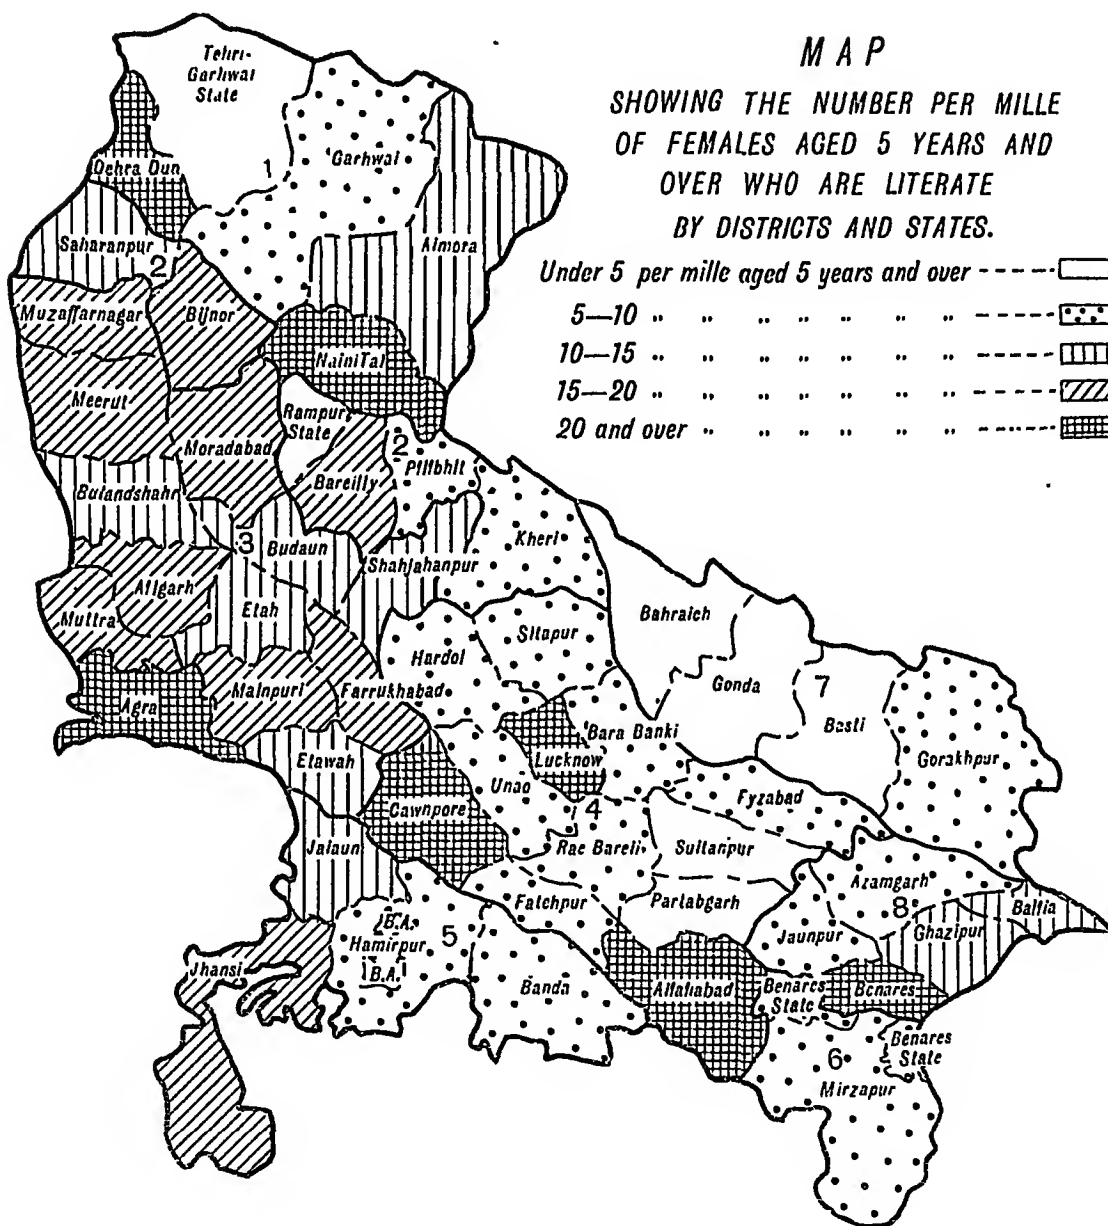 MAP
SHOWING THE NUMBER PER MILLE
OF FEMALES AGED 5 YEARS AND
OVER WHO ARE LITERATE
BY DISTRICTS AND STATES.
Under 5 per mille aged 5 years and over
5—10 " " " " " " "
10—15 " " " " " " "
15—20 " " " " " " "
20 and over " " " " " " "
Tehri-
Garhwal
State
Garhwal
Dehra Dun
1
Saharanpur
2
Almora
Muzaffarnagar
Bijnor
Naini Tal
Meerut
Rampur
State
Moradabad
2
Pilibhit
Bareilly
Bulandshahr
3
Budaun
Kheri
Shahjahanpur
Aligarh
Etah
Muttra
Bahraich
Sitapur
Hardoi
Mainpuri
Farrukhabad
Gonda
7
Agra
Basti
Bara Banki
Etawah
Lucknow
Gorakhpur
Unao
Fyzabad
Cawnpore
4
Jalaun
Rae Bareli
Sultanpur
Azamgarh
Fatehpur
Partabgarh
8
Ballia
B.A.
Ghazipur
Hamirpur
5
Jaunpur
B.A.
Jhansi
Banda
Allahabad
Benares
State
Benares
Benares
State
6
Mirzapur